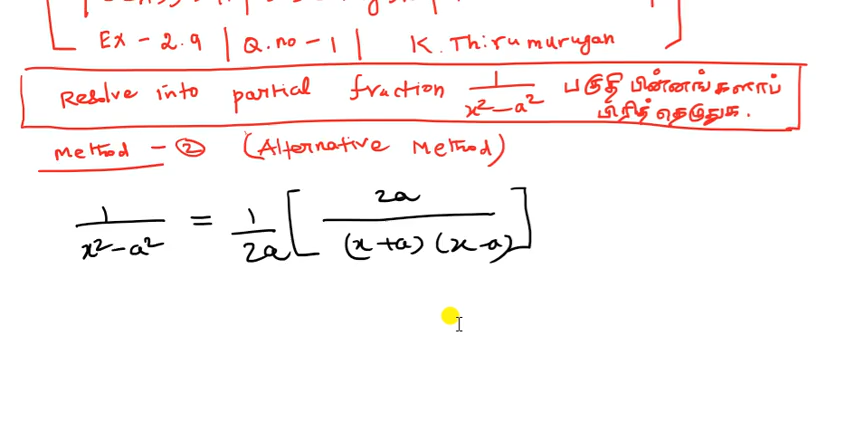 Ex - 2.9 | Q.no - 1 | K. Thirumurugan
Resolve into partial fraction 1/(x²-a²) பகுதி பின்னங்களாப்
பிரித்தெடுதுக.
Method - ② (Alternative Method)
1/(x²-a²) = 1/2a [ 2a/((x+a)(x-a)) ]